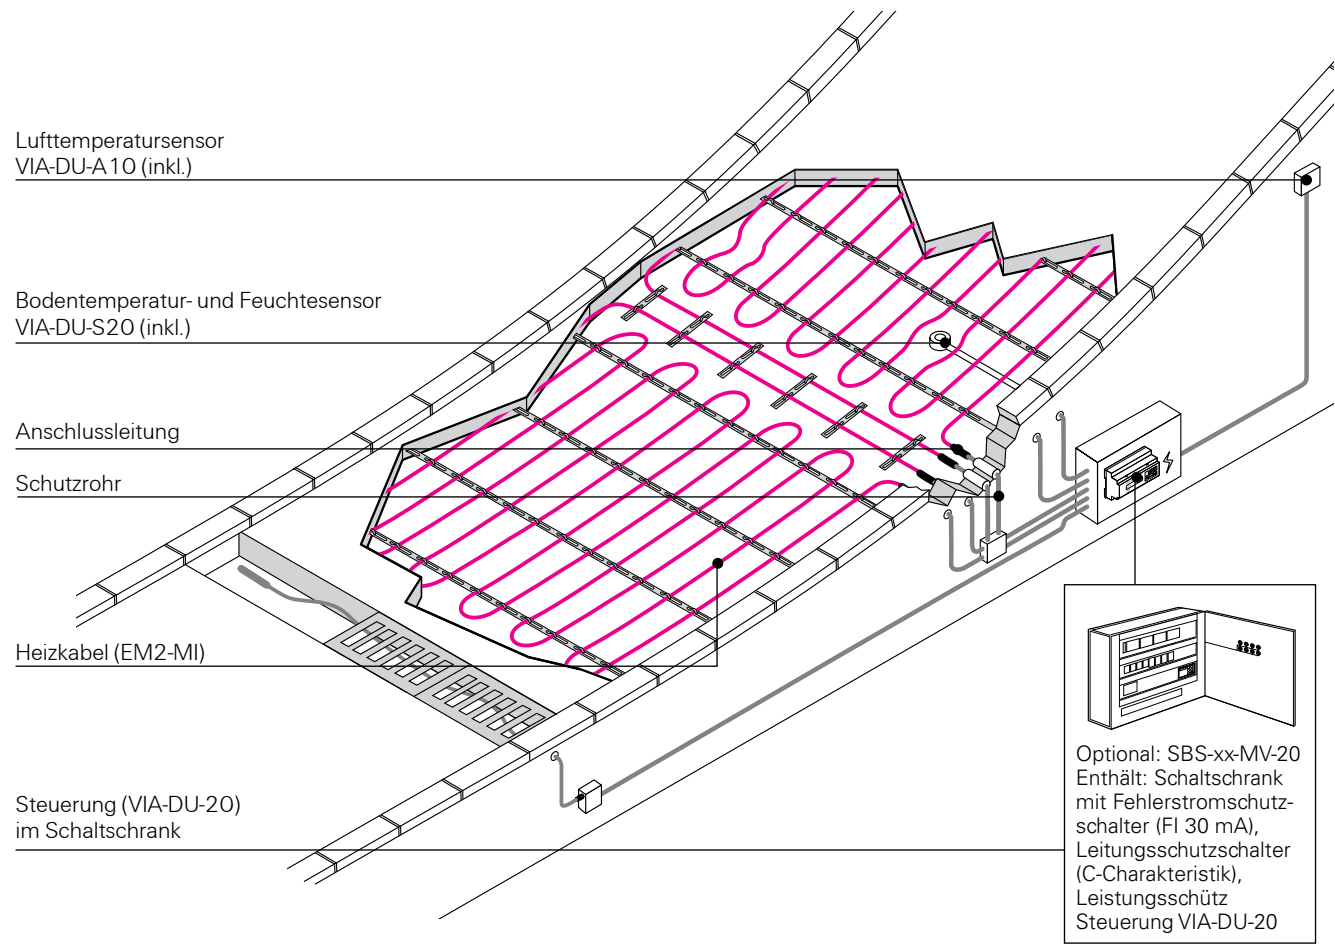 Lufttemperatursensor
VIA-DU-A10 (inkl.)
Bodentemperatur- und Feuchtesensor
VIA-DU-S20 (inkl.)
Anschlussleitung
Schutzrohr
Heizkabel (EM2-MI)
Steuerung (VIA-DU-20)
im Schaltschrank
Optional: SBS-xx-MV-20
Enthält: Schaltschrank
mit Fehlerstromschutz-
schalter (FI 30 mA),
Leitungsschutzschalter
(C-Charakteristik),
Leistungsschütz
Steuerung VIA-DU-20